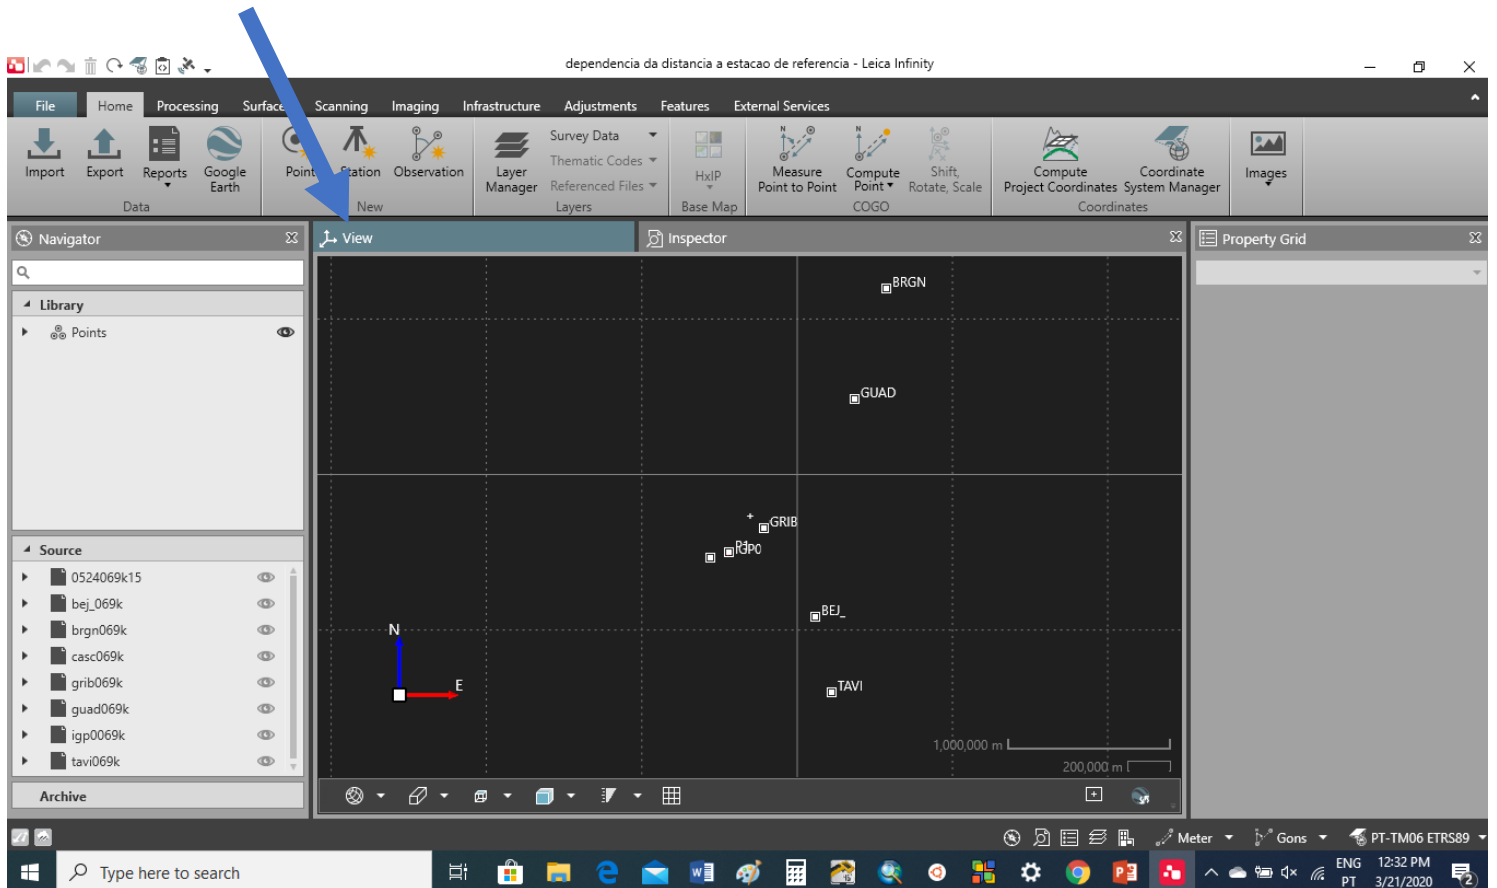 dependencia da distancia a estacao de referencia - Leica Infinity
File Home Processing Surface Scanning Imaging Infrastructure Adjustments Features External Services
Import Export Reports Google Earth
Data
Point Station Observation
New
Layer Manager
Survey Data
Thematic Codes
Referenced Files
Layers
HxIP
Base Map
Measure Point to Point
Compute Point
Shift, Rotate, Scale
COGO
Compute Project Coordinates
Coordinate System Manager
Coordinates
Images
Navigator
View
Inspector
Property Grid
Library
Points
Source
0524069k15
bej_069k
brgn069k
casc069k
grib069k
guad069k
igp0069k
tavi069k
Archive
BRGN
GUAD
GRIB
BEJ_
TAVI
N
E
1,000,000 m
200,000 m
Meter Gons PT-TM06 ETRS89
Type here to search
ENG
PT
12:32 PM
3/21/2020
2